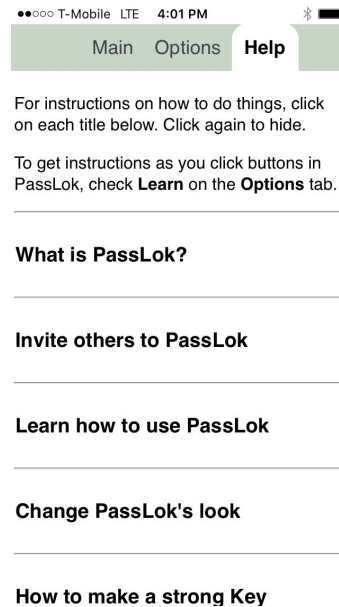 T-Mobile LTE 4:01 PM
Main Options Help
For instructions on how to do things, click
on each title below. Click again to hide.
To get instructions as you click buttons in
PassLok, check Learn on the Options tab.
What is PassLok?
Invite others to PassLok
Learn how to use PassLok
Change PassLok's look
How to make a strong Key